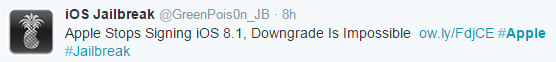 iOS Jailbreak @GreenPois0n_JB · 8h
Apple Stops Signing iOS 8.1, Downgrade Is Impossible ow.ly/FdjCE #Apple
#Jailbreak